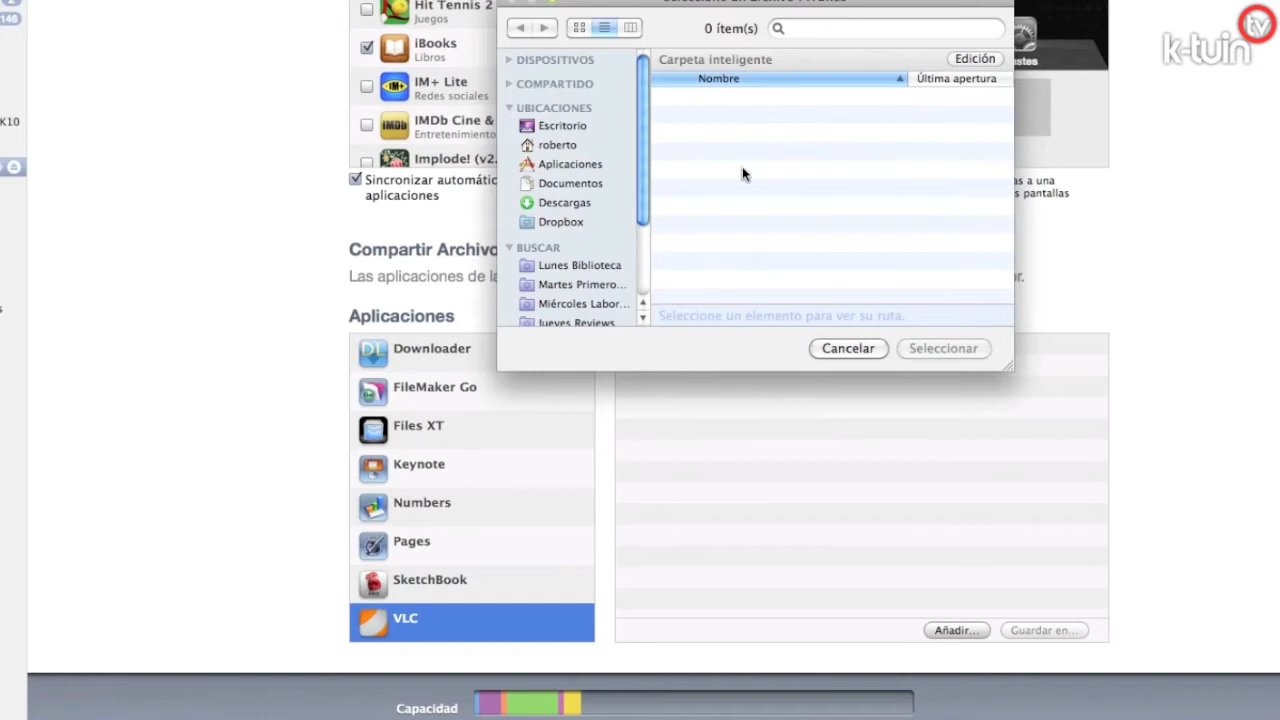 146
K10
s
Hit Tennis 2
Juegos
iBooks
Libros
IM+ Lite
Redes sociales
IMDb Cine &
Entretenimiento
Implode! (v2.
Sincronizar automátic
aplicaciones
0 ítem(s)
DISPOSITIVOS
COMPARTIDO
UBICACIONES
Escritorio
roberto
Aplicaciones
Documentos
Descargas
Dropbox
BUSCAR
Lunes Biblioteca
Martes Primero...
Miércoles Labor...
Jueves Reviews
Carpeta inteligente
Edición
Nombre
Última apertura
Seleccione un elemento para ver su ruta.
Cancelar
Seleccionar
k-tuin
tv
stes
as a una
s pantallas
Compartir Archivo
Las aplicaciones de la
or.
Aplicaciones
Downloader
FileMaker Go
Files XT
Keynote
Numbers
Pages
SketchBook
VLC
Añadir...
Guardar en...
Capacidad